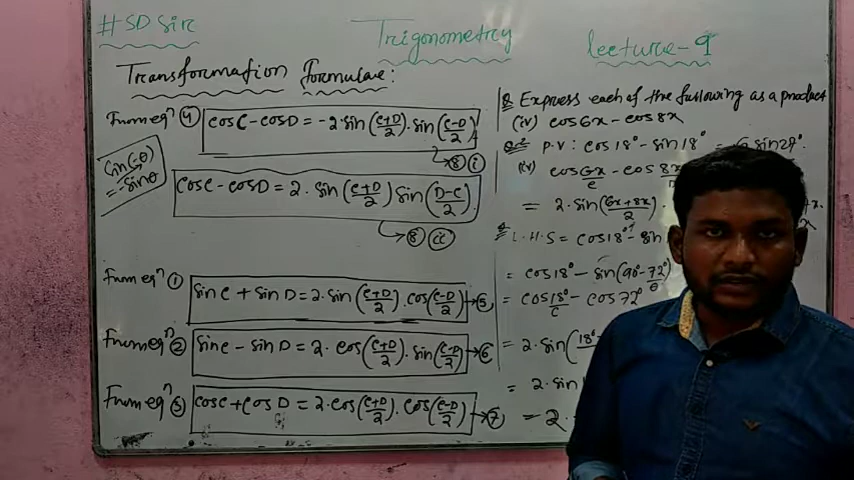 #SD Sir
Trigonometry
lecture-9
Transformation formulae:
From eqⁿ ④ cosC-cosD = -2·sin((C+D)/2)·sin((C-D)/2)
→⑧(i)
sin(-θ)
= -sinθ
cosC-cosD = 2·sin((C+D)/2)sin((D-C)/2)
→⑧(ii)
From eqⁿ ① sinC + sinD = 2·sin((C+D)/2)·cos((C-D)/2) →⑤
From eqⁿ ② sinC - sinD = 2·cos((C+D)/2)·sin((C-D)/2) →⑥
From eqⁿ ③ cosC+cosD = 2·cos((C+D)/2)·cos((C-D)/2) →⑦
Q Express each of the following as a product
(iv) cos6x-cos8x
P.V: cos18°-sin18° = sin27°.
(iv) cos6x - cos8x
C
= 2·sin((6x+8x)/2)·
L.H.S = cos18°-sin
= cos18° - sin(90°-72°)
= cos18° - cos72°
C
= 2·sin(18°
= 2·sin
= 2·